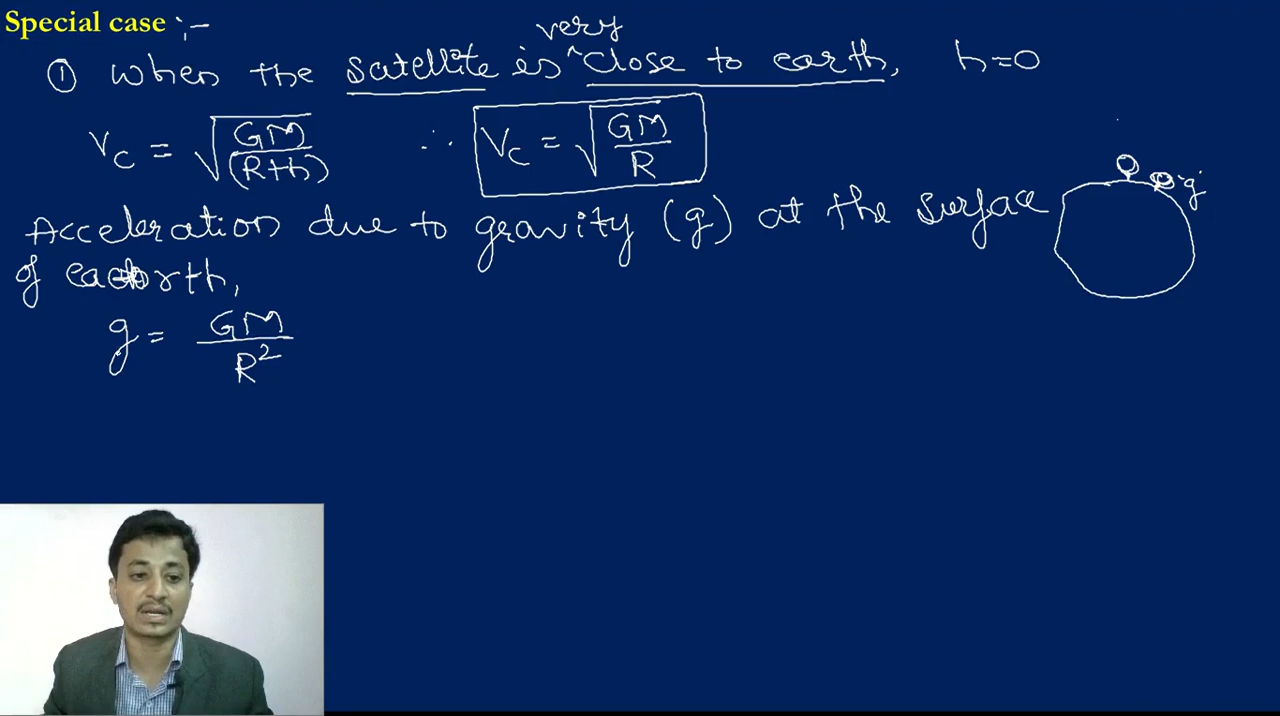 Special case :-
① When the satellite is ^very close to earth, h=0
Vc = √(GM/(R+h)) ∴ Vc = √(GM/R)
Acceleration due to gravity (g) at the surface
'g'
of earth,
g = GM/R²